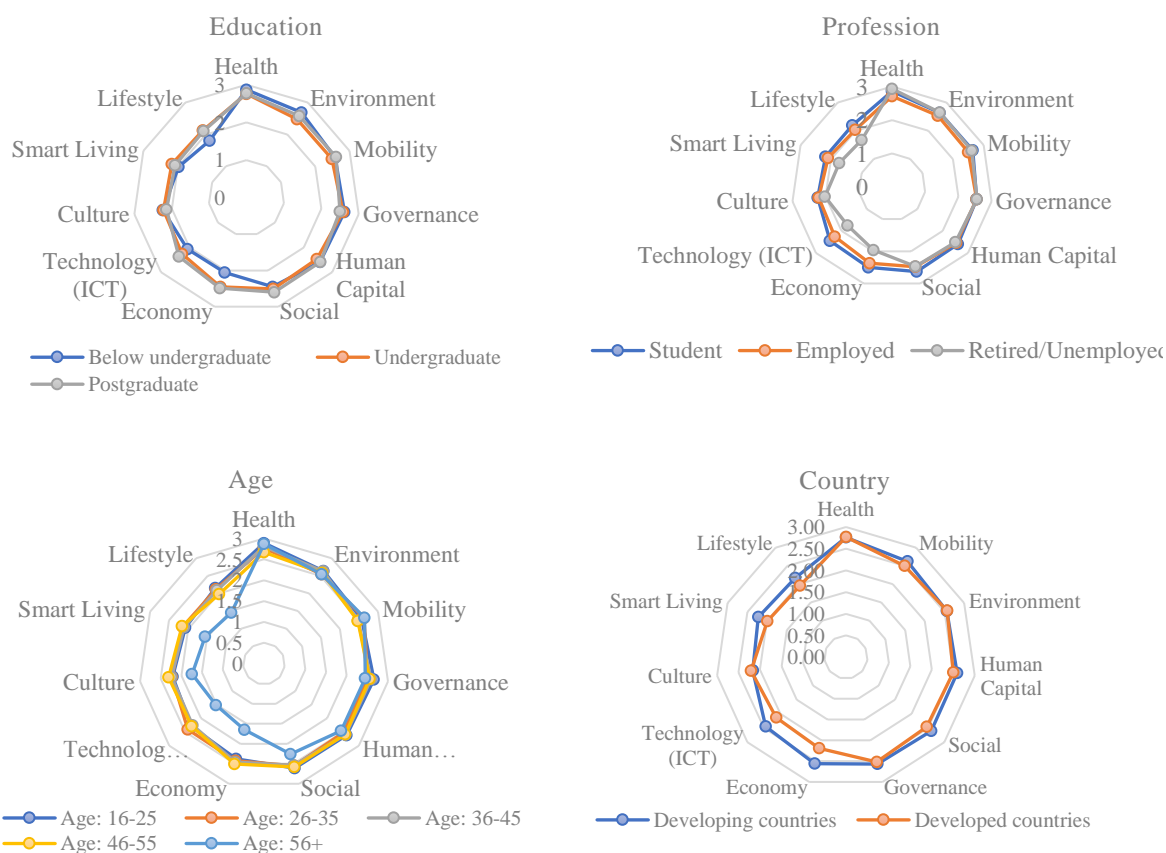 Education
Health
3
Lifestyle
Environment
2
Smart Living
Mobility
1
0
Culture
Governance
Technology
(ICT)
Human
Capital
Economy
Social
Below undergraduate
Undergraduate
Postgraduate
Profession
Health
3
Lifestyle
Environment
2
Smart Living
Mobility
1
0
Culture
Governance
Technology (ICT)
Human Capital
Economy
Social
Student
Employed
Retired/Unemployed
Age
Health
3
Lifestyle
Environment
2.5
2
Smart Living
Mobility
1.5
1
0.5
0
Culture
Governance
Technolog…
Human…
Economy
Social
Age: 16-25
Age: 26-35
Age: 36-45
Age: 46-55
Age: 56+
Country
Health
3.00
Lifestyle
Mobility
2.50
2.00
Smart Living
Environment
1.50
1.00
0.50
0.00
Culture
Human
Capital
Technology
(ICT)
Social
Economy
Governance
Developing countries
Developed countries